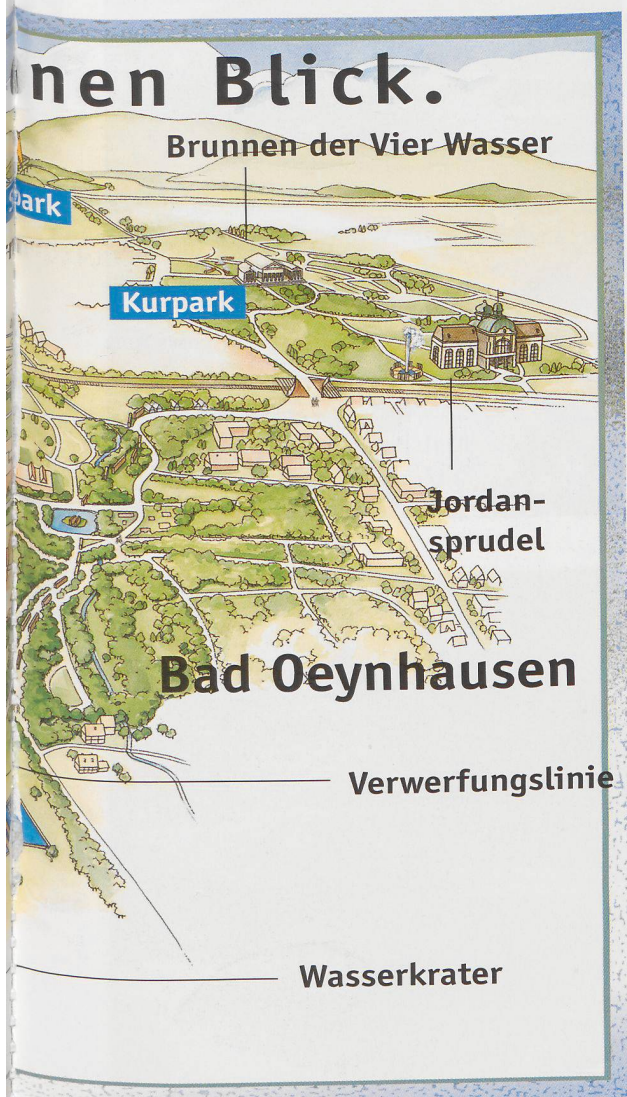 nen Blick.
Brunnen der Vier Wasser
park
Kurpark
Jordan-
sprudel
Bad Oeynhausen
Verwerfungslinie
Wasserkrater